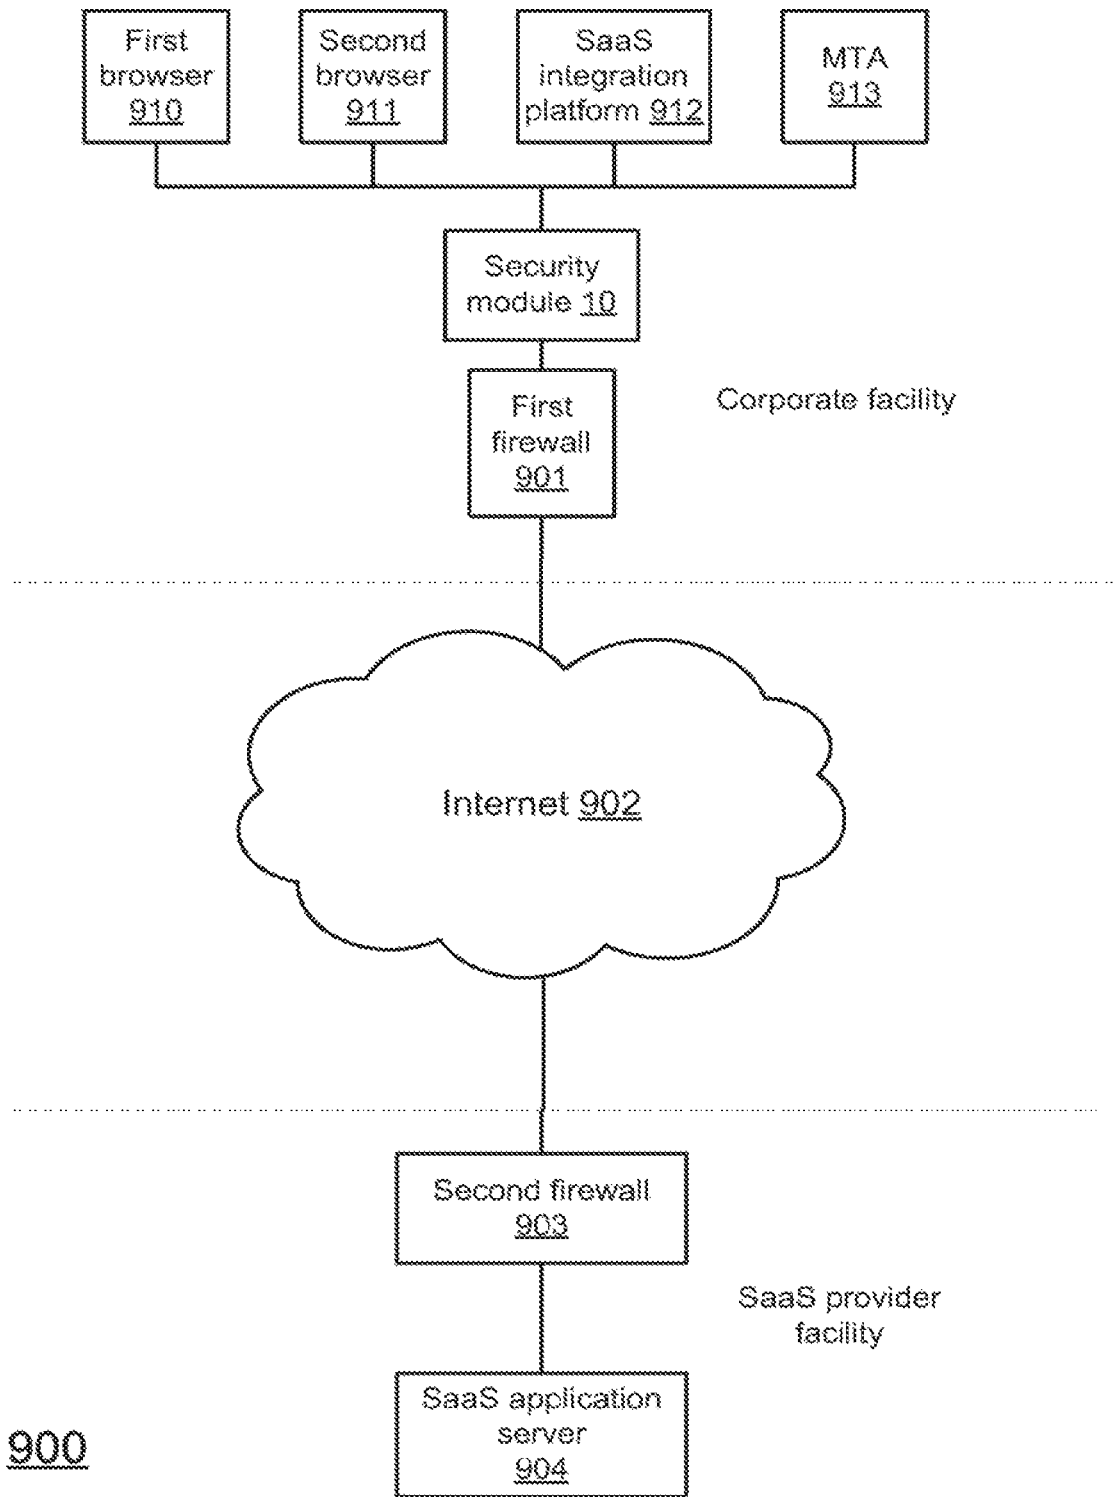 First
browser
910
Second
browser
911
SaaS
integration
platform 912
MTA
913
Security
module 10
First
firewall
901
Corporate facility
Internet 902
Second firewall
903
SaaS provider
facility
SaaS application
server
904
900